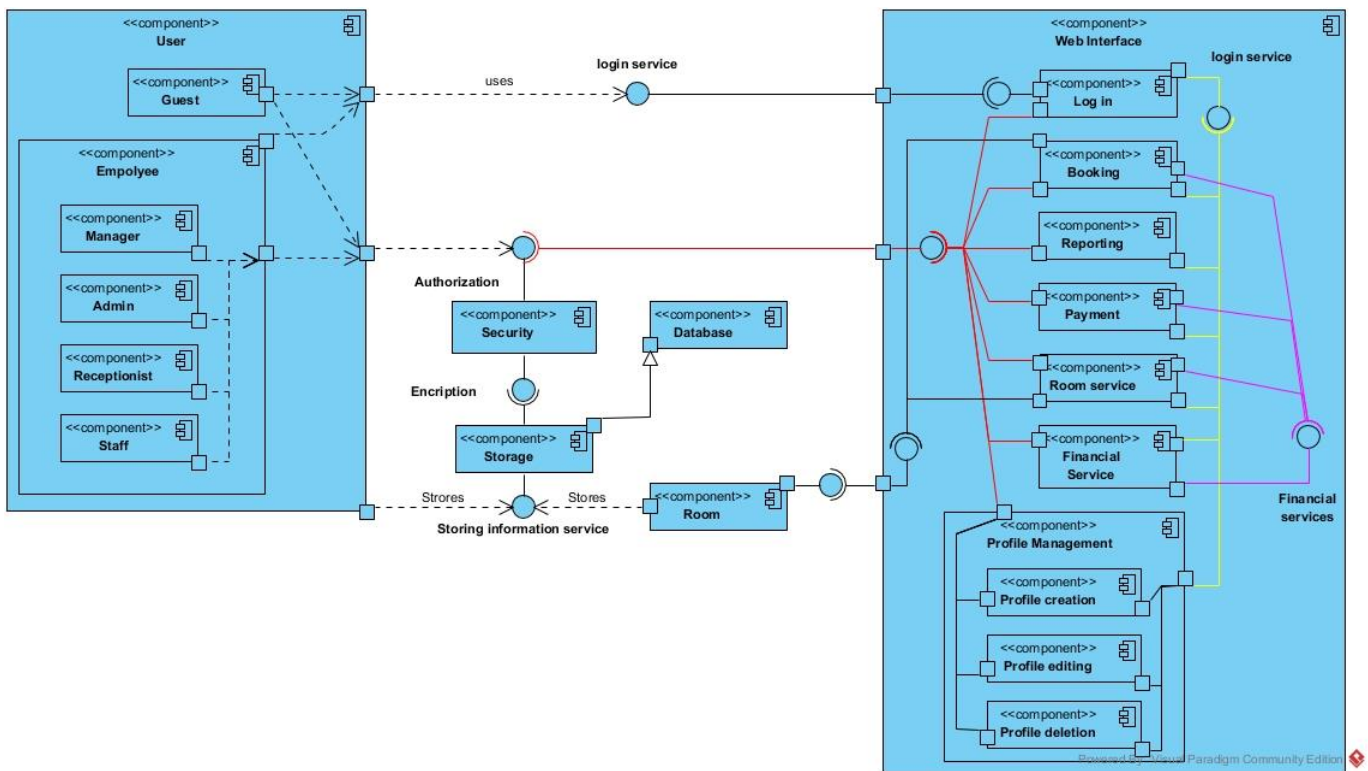 <<component>>
User
<<component>>
Guest
<<component>>
Empolyee
<<component>>
Manager
<<component>>
Admin
<<component>>
Receptionist
<<component>>
Staff
uses
login service
Authorization
<<component>>
Security
<<component>>
Database
Encription
<<component>>
Storage
Strores
Stores
Storing information service
<<component>>
Room
<<component>>
Web Interface
login service
<<component>>
Log in
<<component>>
Booking
<<component>>
Reporting
<<component>>
Payment
<<component>>
Room service
<<component>>
Financial
Service
Financial
services
<<component>>
Profile Management
<<component>>
Profile creation
<<component>>
Profile editing
<<component>>
Profile deletion
Powered By Visual Paradigm Community Edition